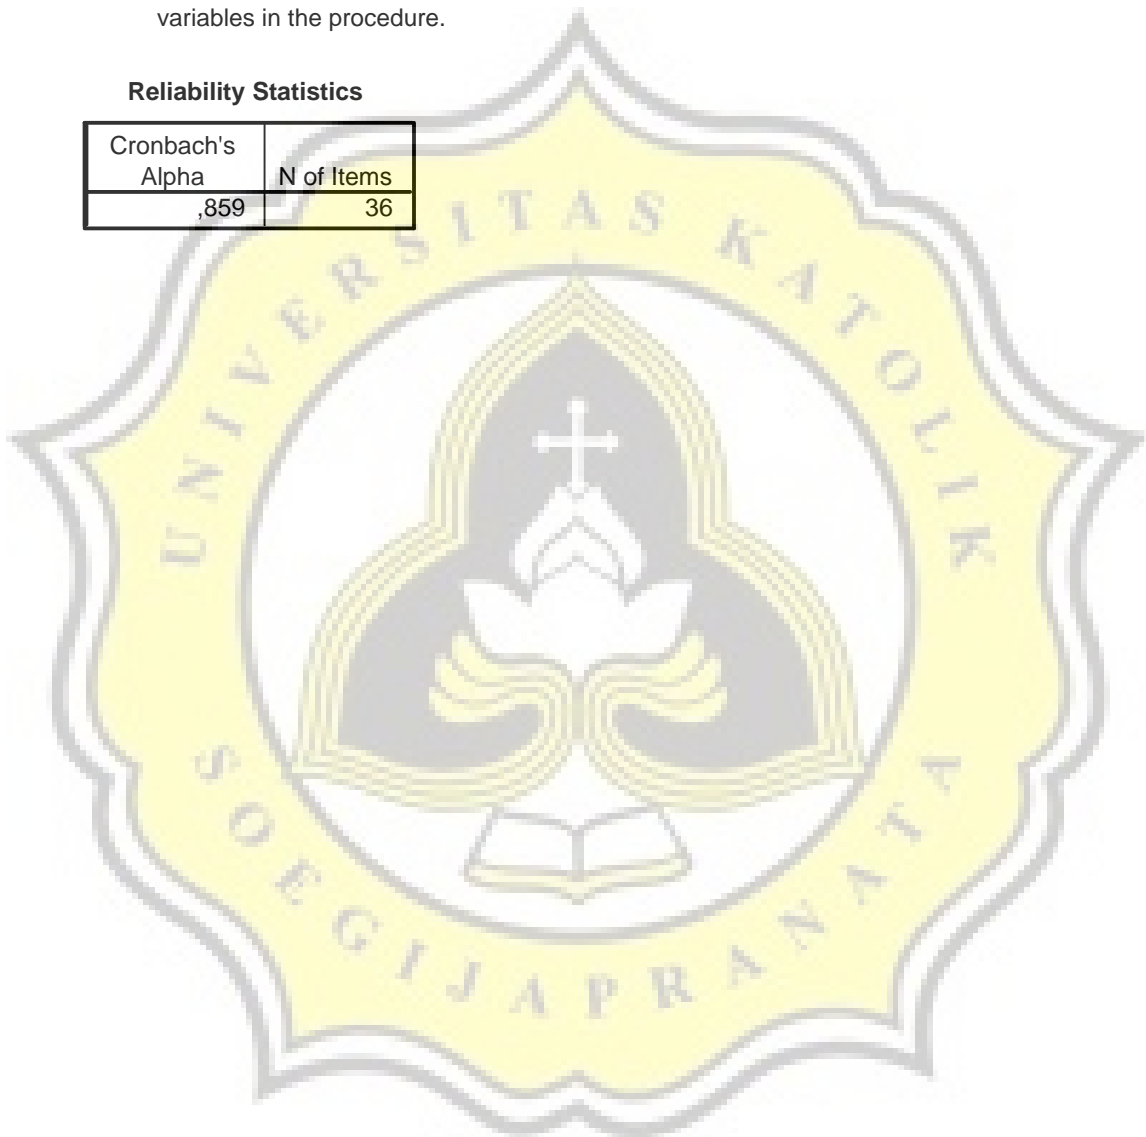 variables in the procedure.
Reliability Statistics
Cronbach's
Alpha
N of Items
,859
36
UNIVERSITAS KATOLIK
SOEGIJAPRANATA